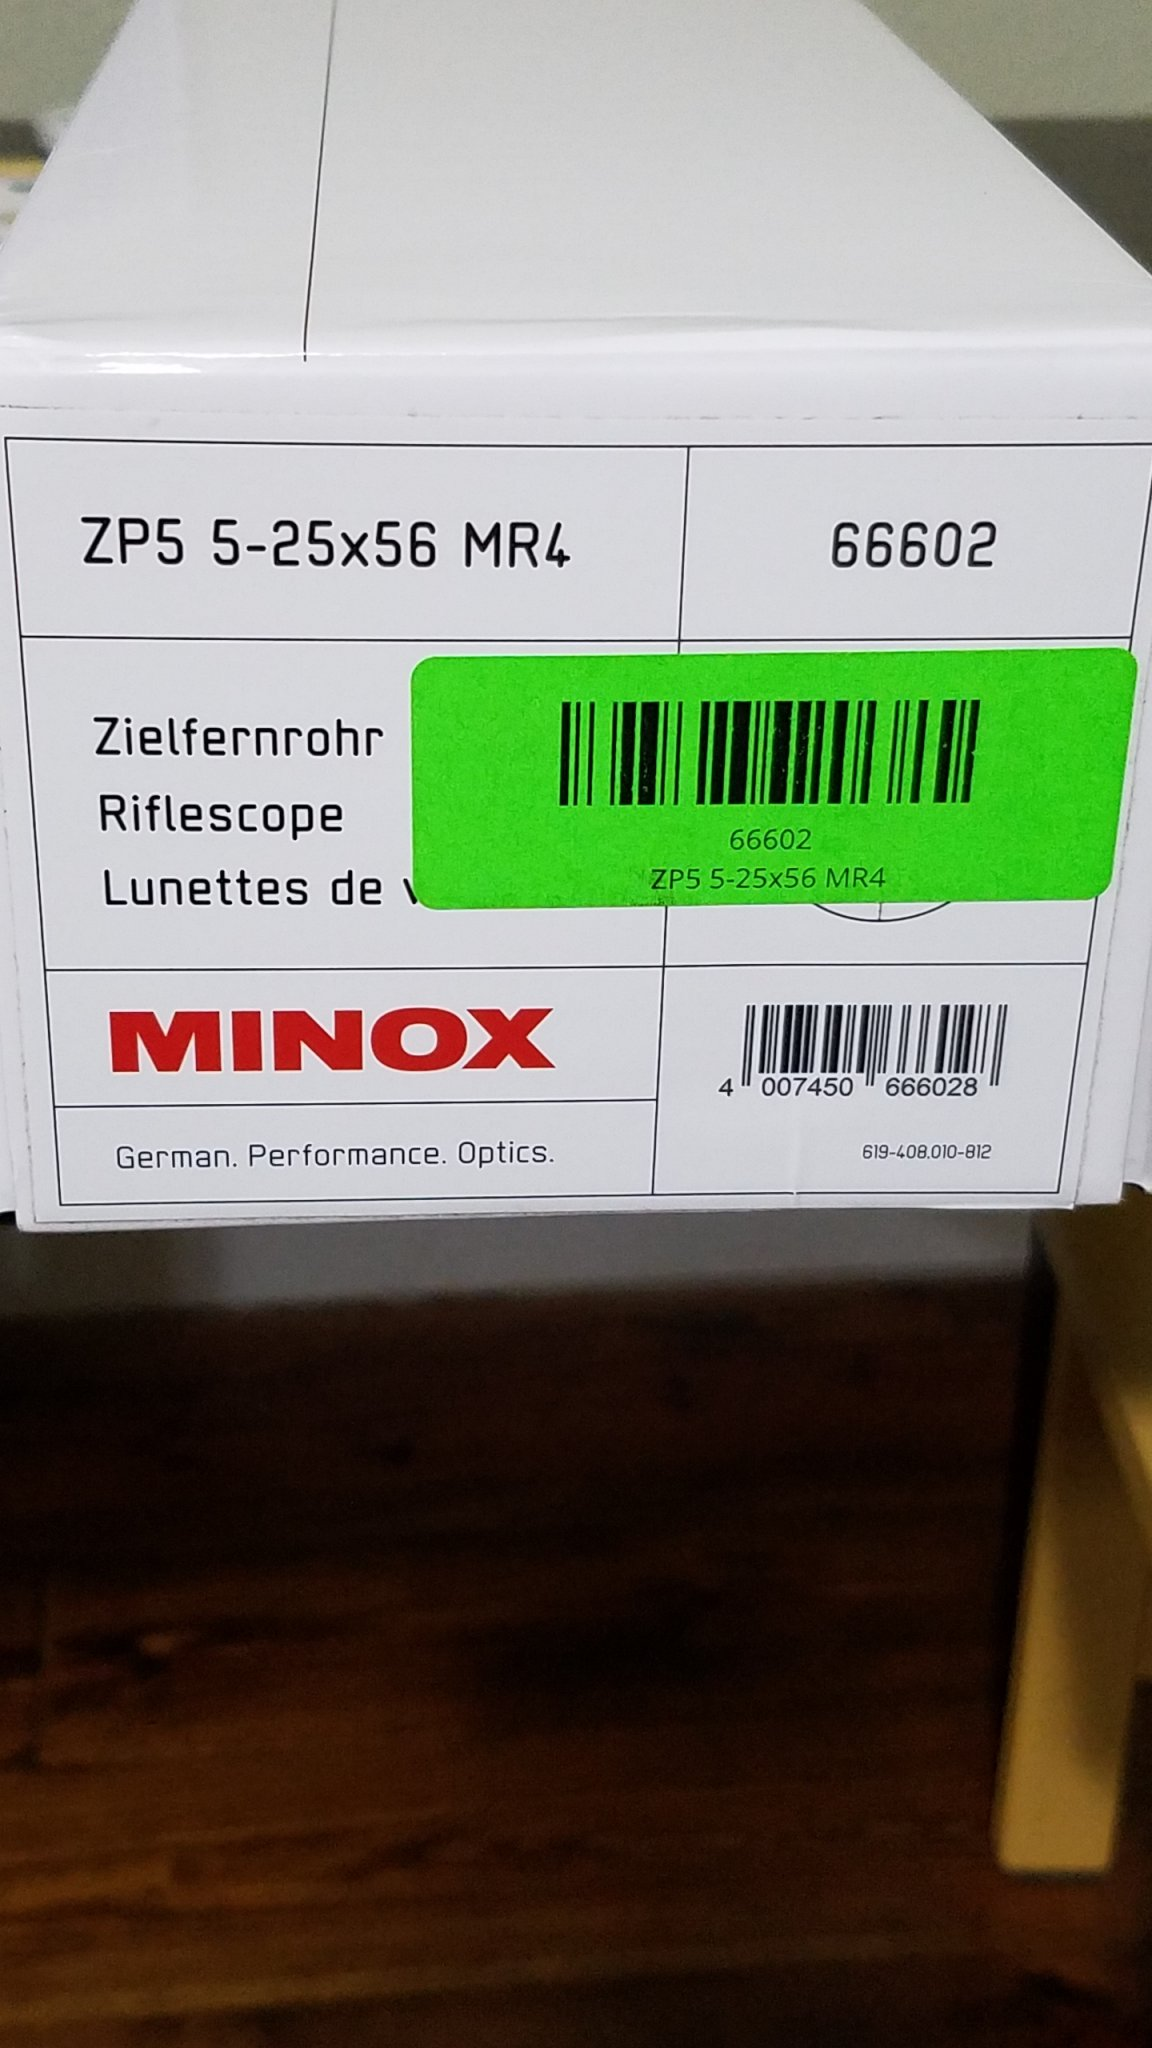 ZP5 5-25x56 MR4
66602
Zielfernrohr
Riflescope
Lunettes de
66602
ZP5 5-25x56 MR4
MINOX
German. Performance. Optics.
4 007450 666028
619-408.010-812